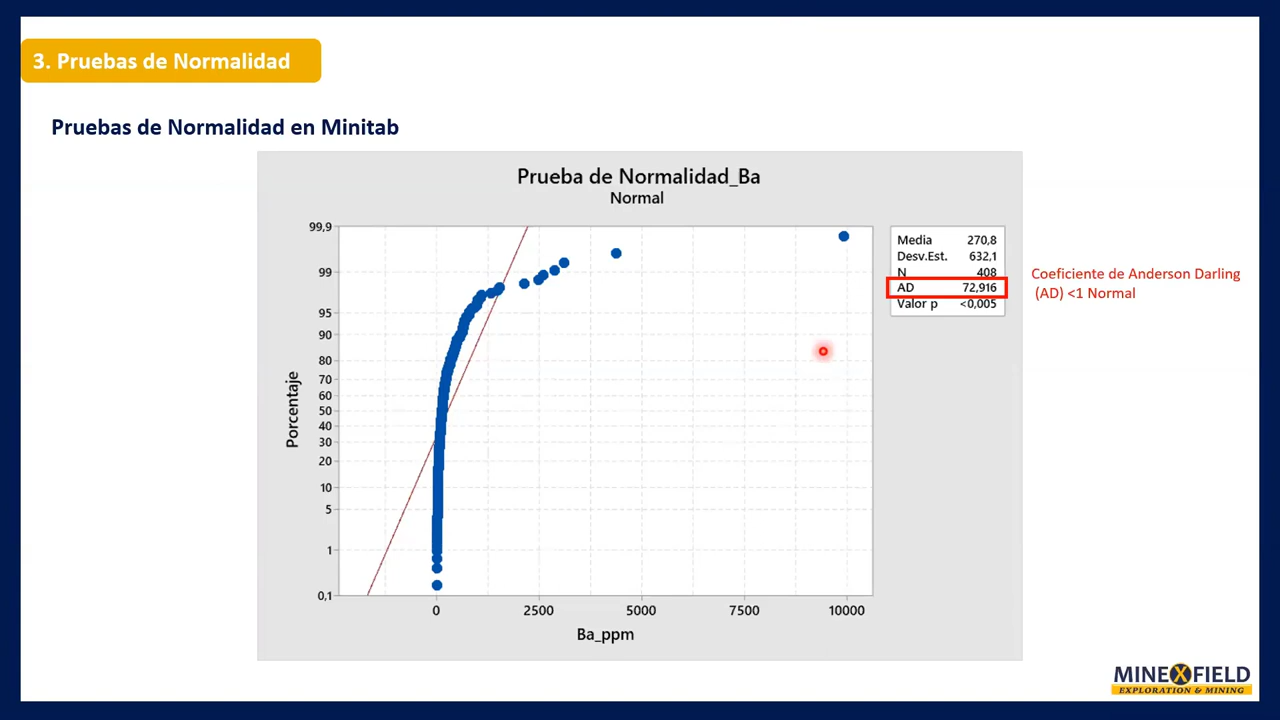 3. Pruebas de Normalidad
Pruebas de Normalidad en Minitab
Prueba de Normalidad_Ba
Normal
99,9
99
95
90
80
70
60
50
40
30
20
10
5
1
0,1
Porcentaje
0 2500 5000 7500 10000
Ba_ppm
Media 270,8
Desv.Est. 632,1
N 408
AD 72,916
Valor p <0,005
Coeficiente de Anderson Darling
(AD) <1 Normal
MINEXFIELD
EXPLORATION & MINING